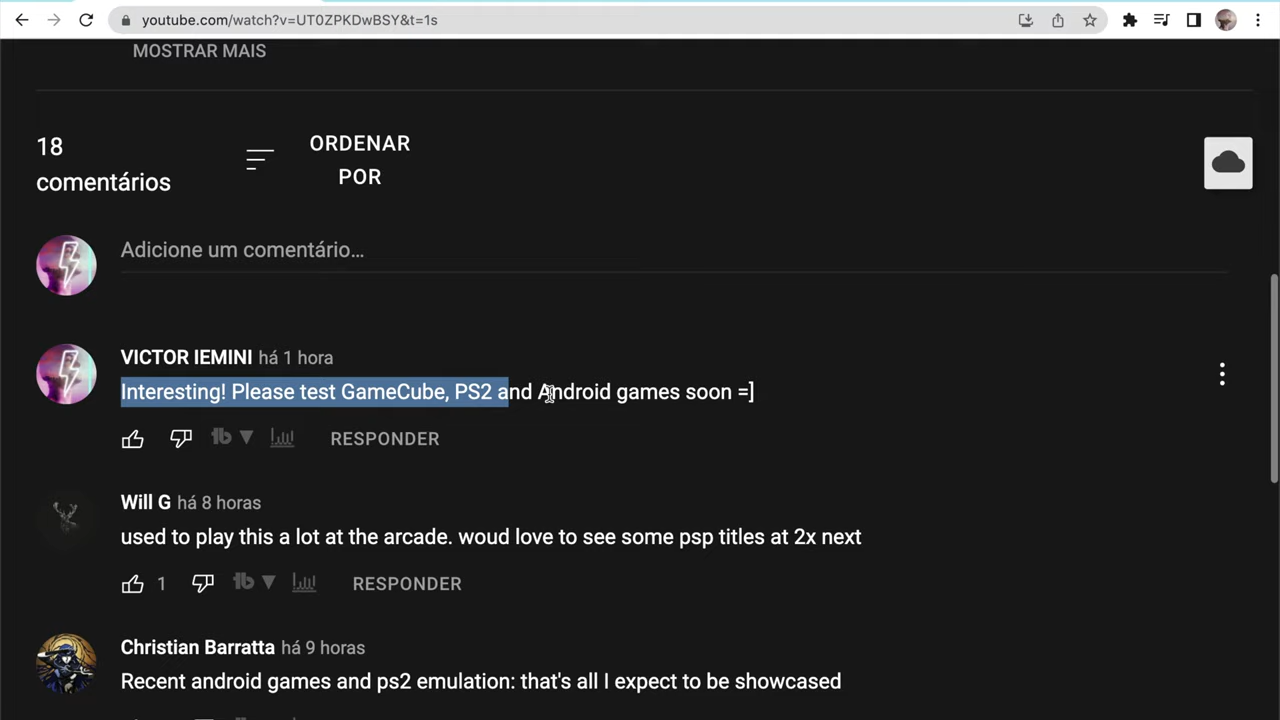 youtube.com/watch?v=UT0ZPKDwBSY&t=1s
MOSTRAR MAIS
18
comentários
ORDENAR
POR
Adicione um comentário...
VICTOR IEMINI há 1 hora
Interesting! Please test GameCube, PS2 and Android games soon =]
RESPONDER
Will G há 8 horas
used to play this a lot at the arcade. woud love to see some psp titles at 2x next
1
RESPONDER
Christian Barratta há 9 horas
Recent android games and ps2 emulation: that's all I expect to be showcased